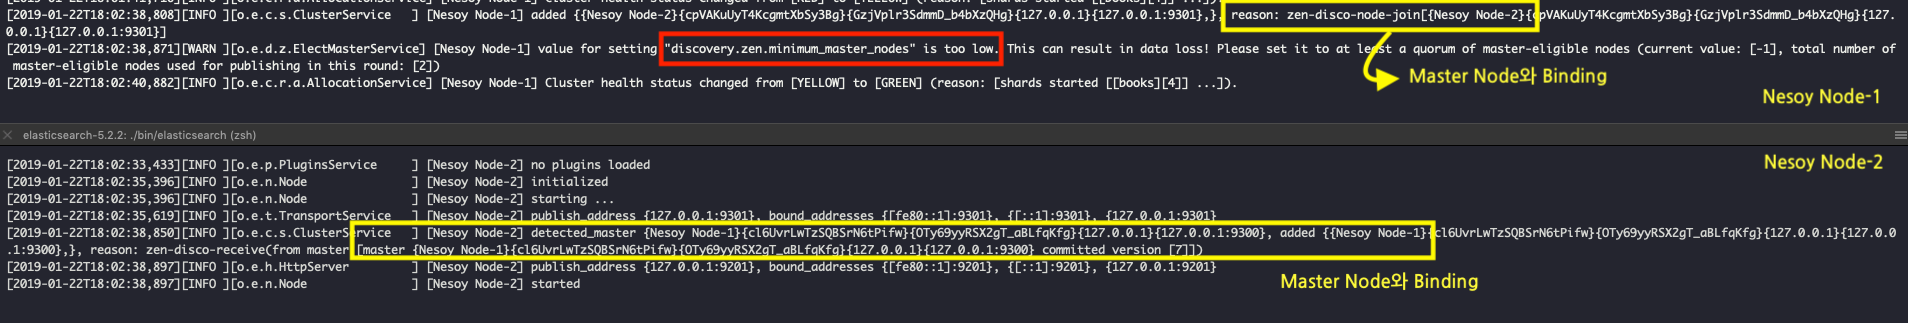 [2019-01-22T18:02:38,808][INFO ][o.e.c.s.ClusterService   ] [Nesoy Node-1] added {{Nesoy Node-2}{cpVAKuUyT4KcgmtXbSy3Bg}{GzjVplr3SdmmD_b4bXzQHg}{127.0.0.1}{127.0.0.1:9301},}, reason: zen-disco-node-join[{Nesoy Node-2}{cpVAKuUyT4KcgmtXbSy3Bg}{GzjVplr3SdmmD_b4bXzQHg}{127.
0.0.1}{127.0.0.1:9301}]
[2019-01-22T18:02:38,871][WARN ][o.e.d.z.ElectMasterService] [Nesoy Node-1] value for setting "discovery.zen.minimum_master_nodes" is too low. This can result in data loss! Please set it to at least a quorum of master-eligible nodes (current value: [-1], total number of
master-eligible nodes used for publishing in this round: [2])
Master Node와 Binding
[2019-01-22T18:02:40,882][INFO ][o.e.c.r.a.AllocationService] [Nesoy Node-1] Cluster health status changed from [YELLOW] to [GREEN] (reason: [shards started [[books][4]] ...]).
Nesoy Node-1
elasticsearch-5.2.2: ./bin/elasticsearch (zsh)
Nesoy Node-2
[2019-01-22T18:02:33,433][INFO ][o.e.p.PluginsService     ] [Nesoy Node-2] no plugins loaded
[2019-01-22T18:02:35,396][INFO ][o.e.n.Node               ] [Nesoy Node-2] initialized
[2019-01-22T18:02:35,396][INFO ][o.e.n.Node               ] [Nesoy Node-2] starting ...
[2019-01-22T18:02:35,619][INFO ][o.e.t.TransportService   ] [Nesoy Node-2] publish_address {127.0.0.1:9301}, bound_addresses {[fe80::1]:9301}, {[::1]:9301}, {127.0.0.1:9301}
[2019-01-22T18:02:38,850][INFO ][o.e.c.s.ClusterService   ] [Nesoy Node-2] detected_master {Nesoy Node-1}{cl6UvrLwTzSQBSrN6tPifw}{OTy69yyRSX2gT_aBLfqKfg}{127.0.0.1}{127.0.0.1:9300}, added {{Nesoy Node-1}{cl6UvrLwTzSQBSrN6tPifw}{OTy69yyRSX2gT_aBLfqKfg}{127.0.0.1}{127.0.0
.1:9300},}, reason: zen-disco-receive(from master [master {Nesoy Node-1}{cl6UvrLwTzSQBSrN6tPifw}{OTy69yyRSX2gT_aBLfqKfg}{127.0.0.1}{127.0.0.1:9300} committed version [7]])
[2019-01-22T18:02:38,897][INFO ][o.e.h.HttpServer         ] [Nesoy Node-2] publish_address {127.0.0.1:9201}, bound_addresses {[fe80::1]:9201}, {[::1]:9201}, {127.0.0.1:9201}
[2019-01-22T18:02:38,897][INFO ][o.e.n.Node               ] [Nesoy Node-2] started
Master Node와 Binding